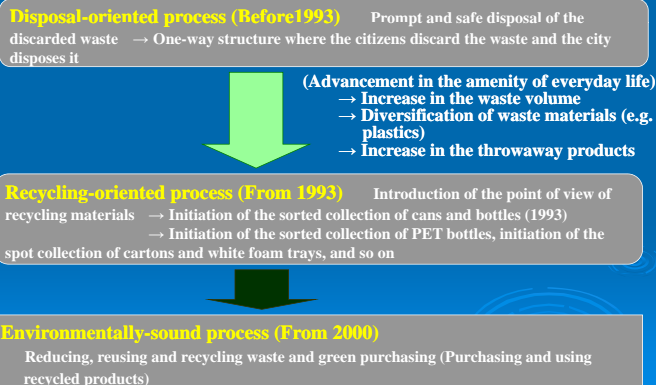 Disposal-oriented process (Before1993) Prompt and safe disposal of the
discarded waste → One-way structure where the citizens discard the waste and the city
disposes it
(Advancement in the amenity of everyday life)
→ Increase in the waste volume
→ Diversification of waste materials (e.g.
plastics)
→ Increase in the throwaway products
Recycling-oriented process (From 1993) Introduction of the point of view of
recycling materials → Initiation of the sorted collection of cans and bottles (1993)
→ Initiation of the sorted collection of PET bottles, initiation of the
spot collection of cartons and white foam trays, and so on
Environmentally-sound process (From 2000)
Reducing, reusing and recycling waste and green purchasing (Purchasing and using
recycled products)